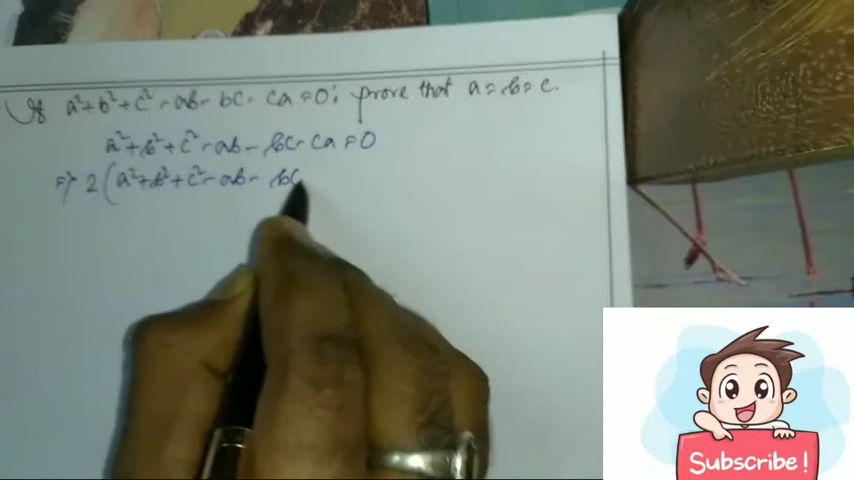 If a²+b²+c²-ab-bc-ca=0; prove that a=b=c.
a²+b²+c²-ab-bc-ca=0
⇒ 2(a²+b²+c²-ab-bc
Subscribe!